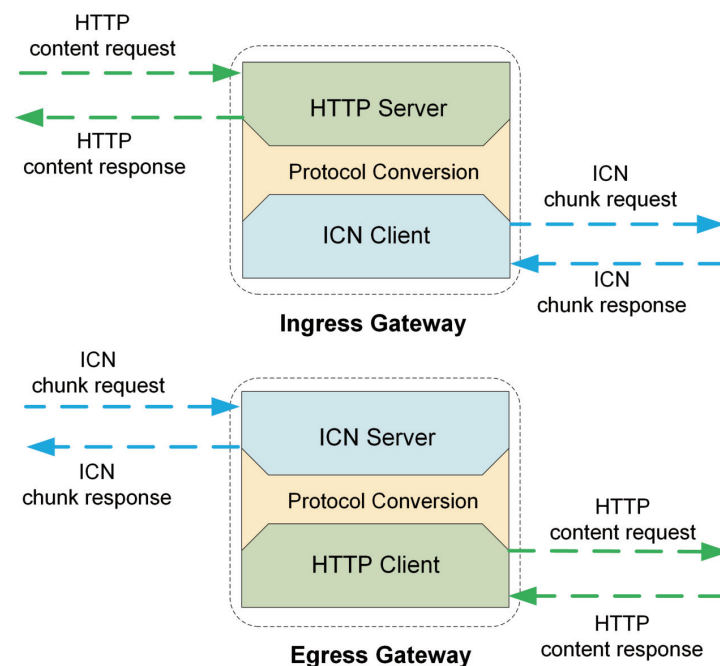 HTTP
content request
HTTP
content response
HTTP Server
Protocol Conversion
ICN Client
ICN
chunk request
ICN
chunk response
Ingress Gateway
ICN
chunk request
ICN
chunk response
ICN Server
Protocol Conversion
HTTP Client
HTTP
content request
HTTP
content response
Egress Gateway